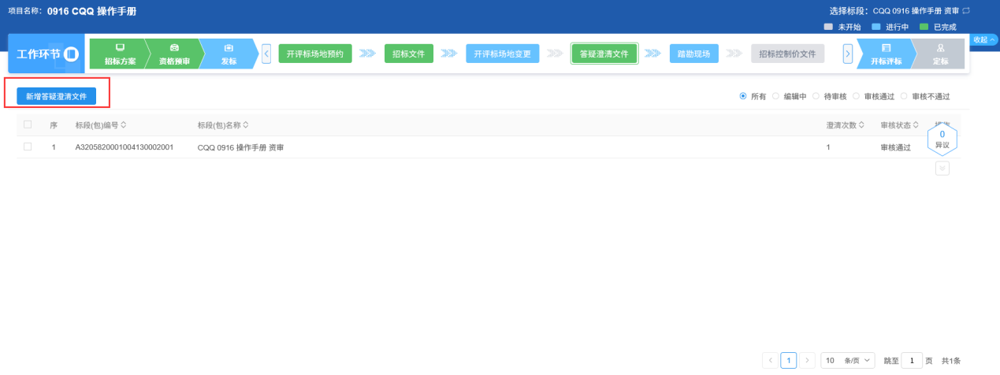 项目名称: 0916 CQQ 操作手册
选择标段: CQQ 0916 操作手册 资审
未开始 进行中 已完成
收起
工作环节
招标方案 资格预审 发标
开评标场地预约 招标文件 开评标场地变更 答疑澄清文件 踏勘现场 招标控制价文件
开标评标 定标
新增答疑澄清文件
所有 编辑中 待审核 审核通过 审核不通过
序 标段(包)编号 标段(包)名称 澄清次数 审核状态
1 A3205820001004130002001 CQQ 0916 操作手册 资审 1 审核通过
0
异议
1 10 条/页 跳至 1 页 共1条